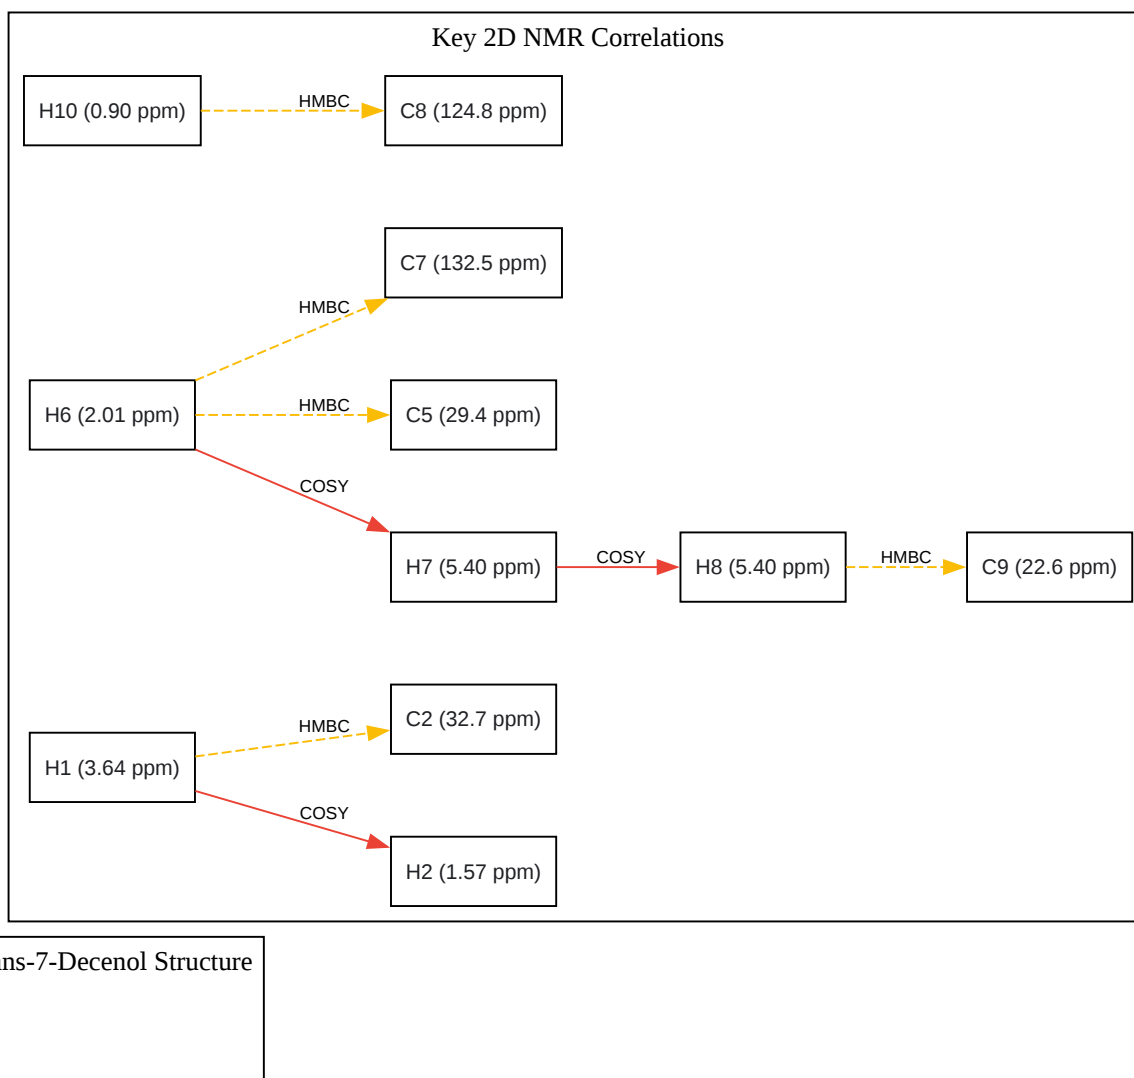 Key 2D NMR Correlations
H10 (0.90 ppm)
HMBC
C8 (124.8 ppm)
C7 (132.5 ppm)
HMBC
H6 (2.01 ppm)
HMBC
C5 (29.4 ppm)
COSY
H7 (5.40 ppm)
COSY
H8 (5.40 ppm)
HMBC
C9 (22.6 ppm)
C2 (32.7 ppm)
HMBC
H1 (3.64 ppm)
COSY
H2 (1.57 ppm)
ns-7-Decenol Structure